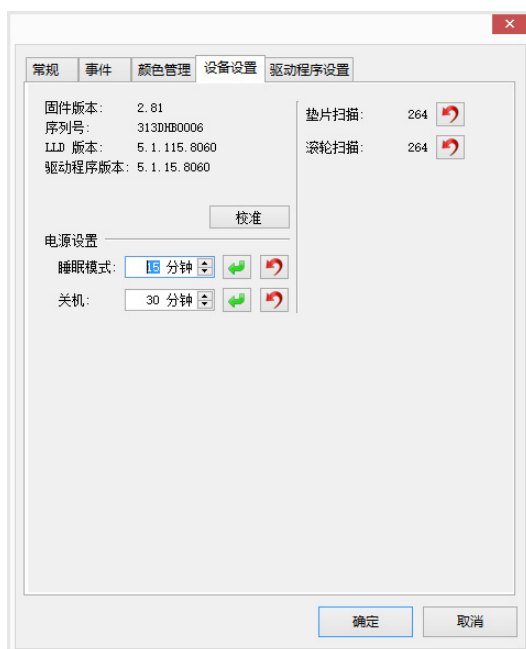 常规 事件 颜色管理 设备设置 驱动程序设置
固件版本: 2.81
序列号: 313DHB0006
LLD 版本: 5.1.115.8060
驱动程序版本: 5.1.15.8060
校准
电源设置
睡眠模式: 15 分钟
关机: 30 分钟
垫片扫描: 264
滚轮扫描: 264
确定 取消